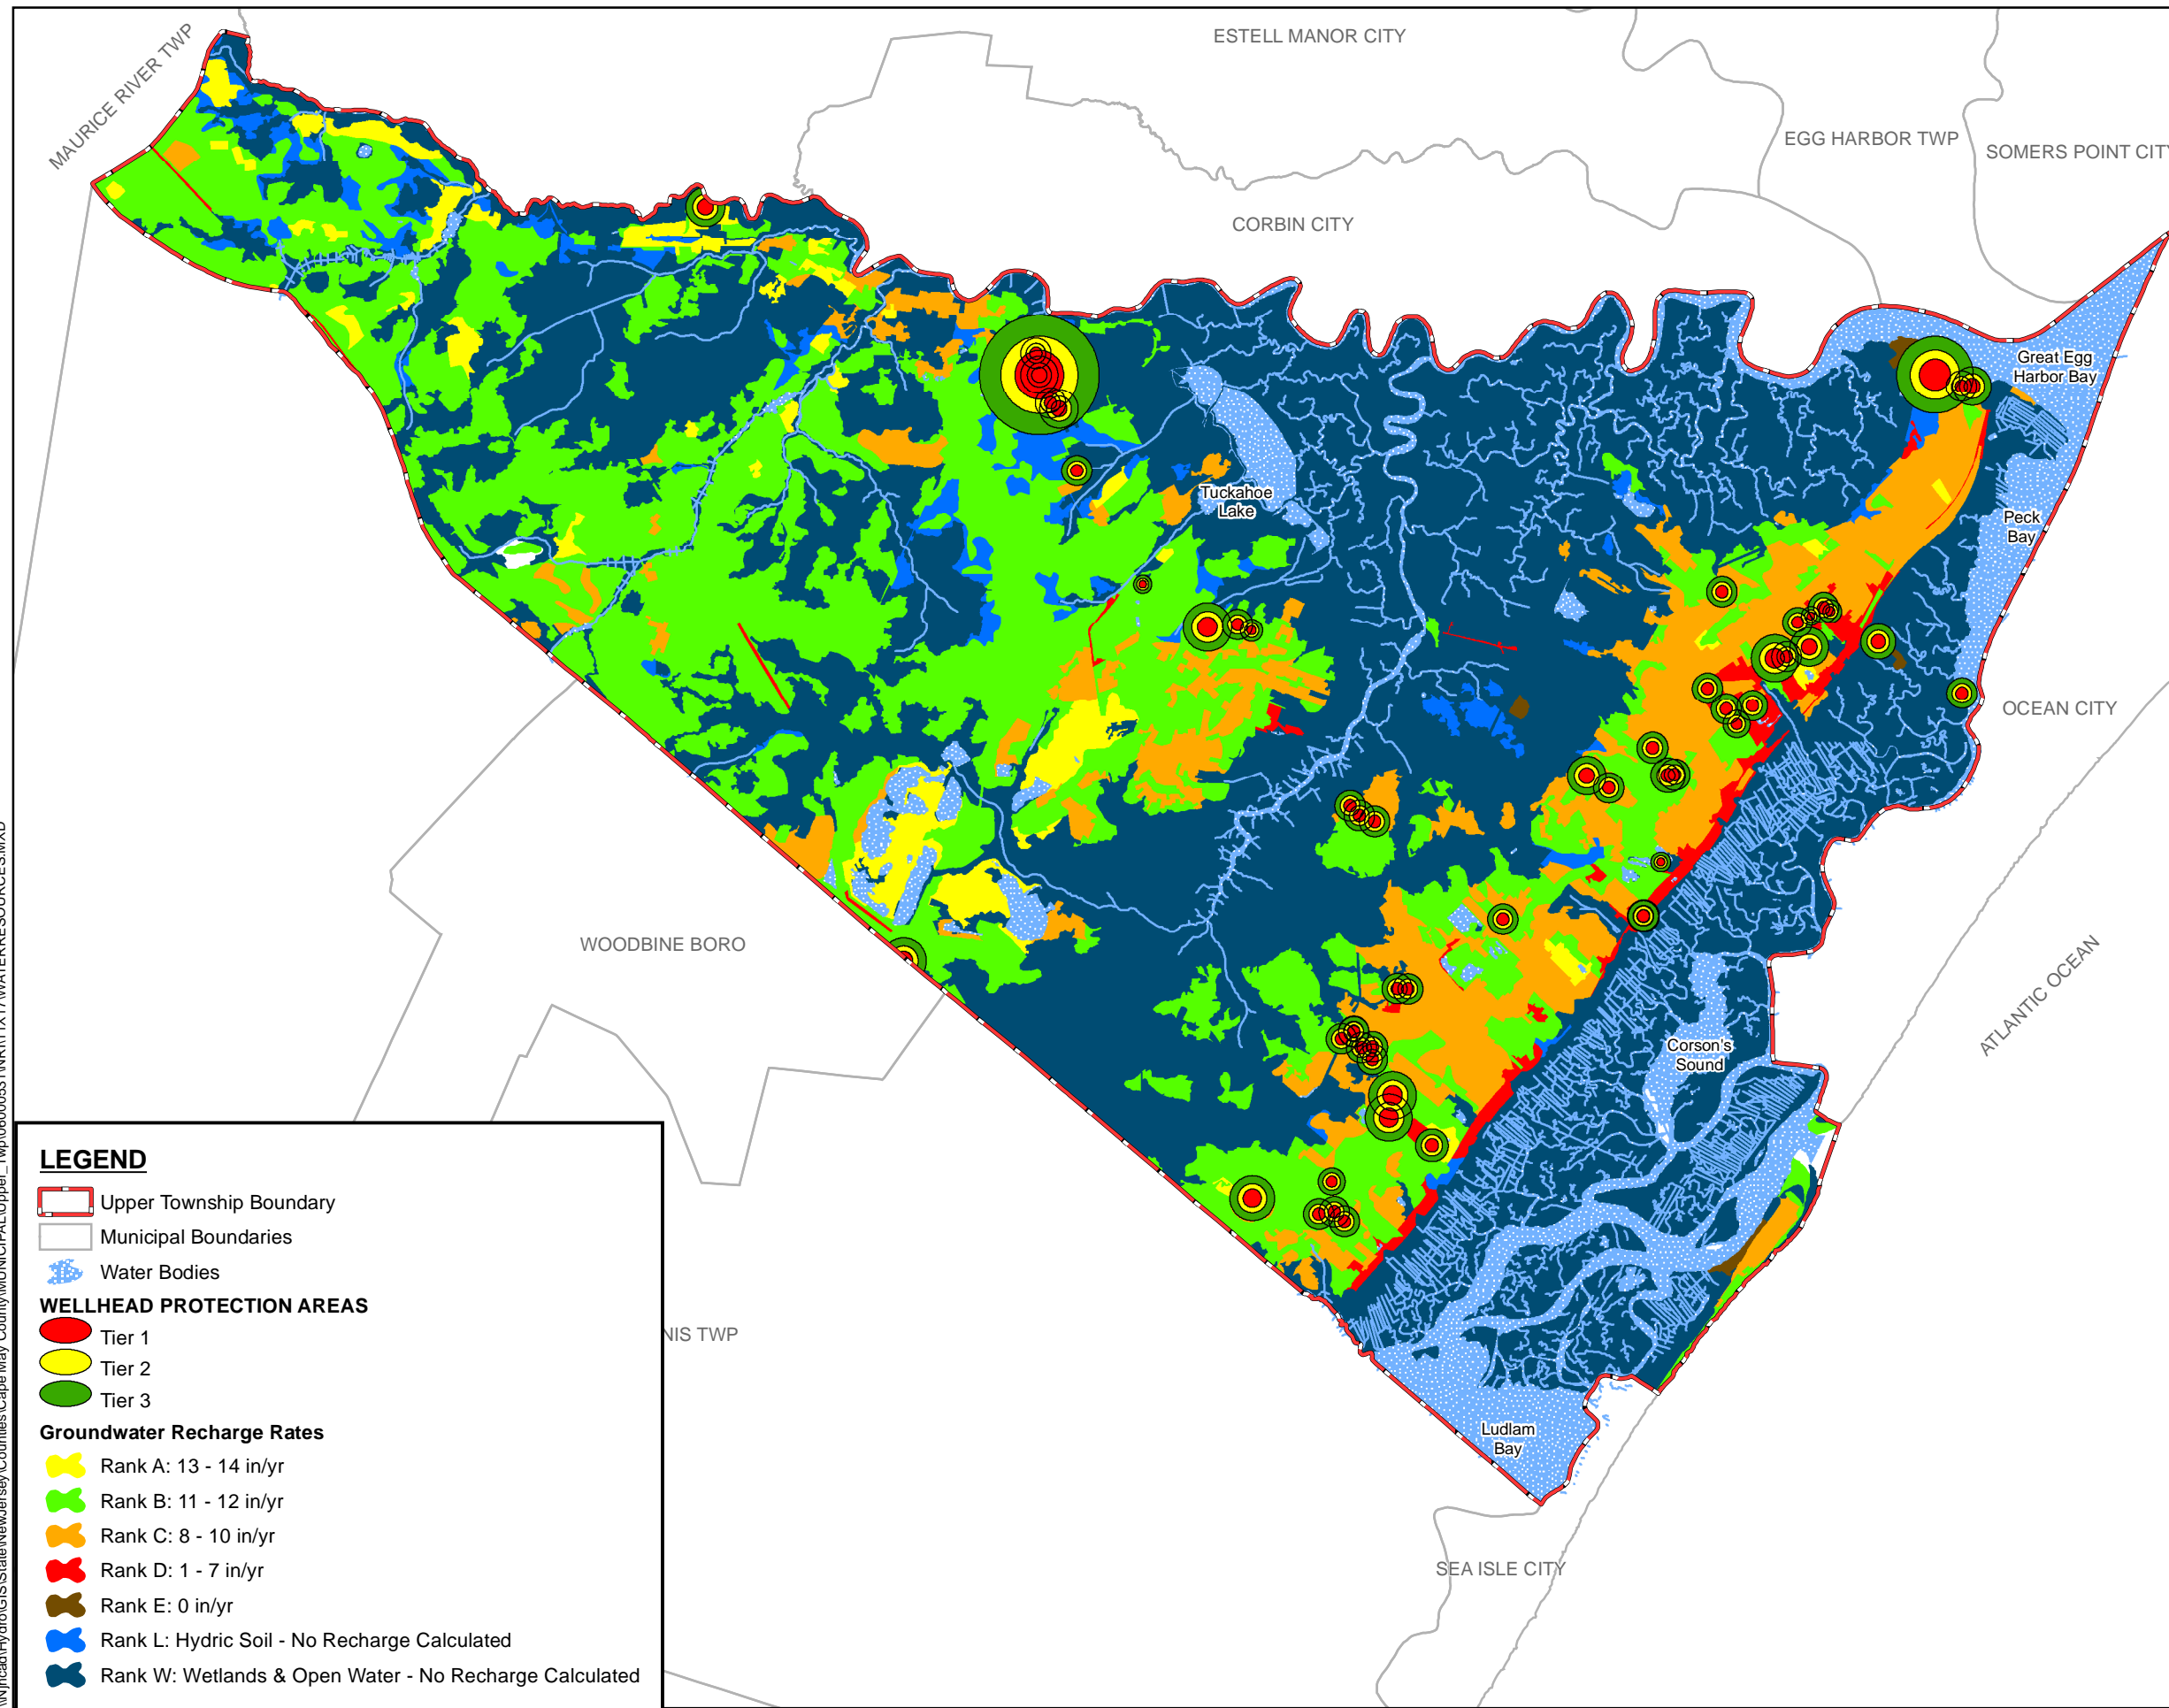 ESTELL MANOR CITY
MAURICE RIVER TWP
EGG HARBOR TWP
SOMERS POINT CITY
CORBIN CITY
Great Egg
Harbor Bay
Tuckahoe
Lake
Peck
Bay
OCEAN CITY
WOODBINE BORO
ATLANTIC OCEAN
Corson's
Sound
NIS TWP
Ludlam
Bay
SEA ISLE CITY
LEGEND
Upper Township Boundary
Municipal Boundaries
Water Bodies
WELLHEAD PROTECTION AREAS
Tier 1
Tier 2
Tier 3
Groundwater Recharge Rates
Rank A: 13 - 14 in/yr
Rank B: 11 - 12 in/yr
Rank C: 8 - 10 in/yr
Rank D: 1 - 7 in/yr
Rank E: 0 in/yr
Rank L: Hydric Soil - No Recharge Calculated
Rank W: Wetlands & Open Water - No Recharge Calculated